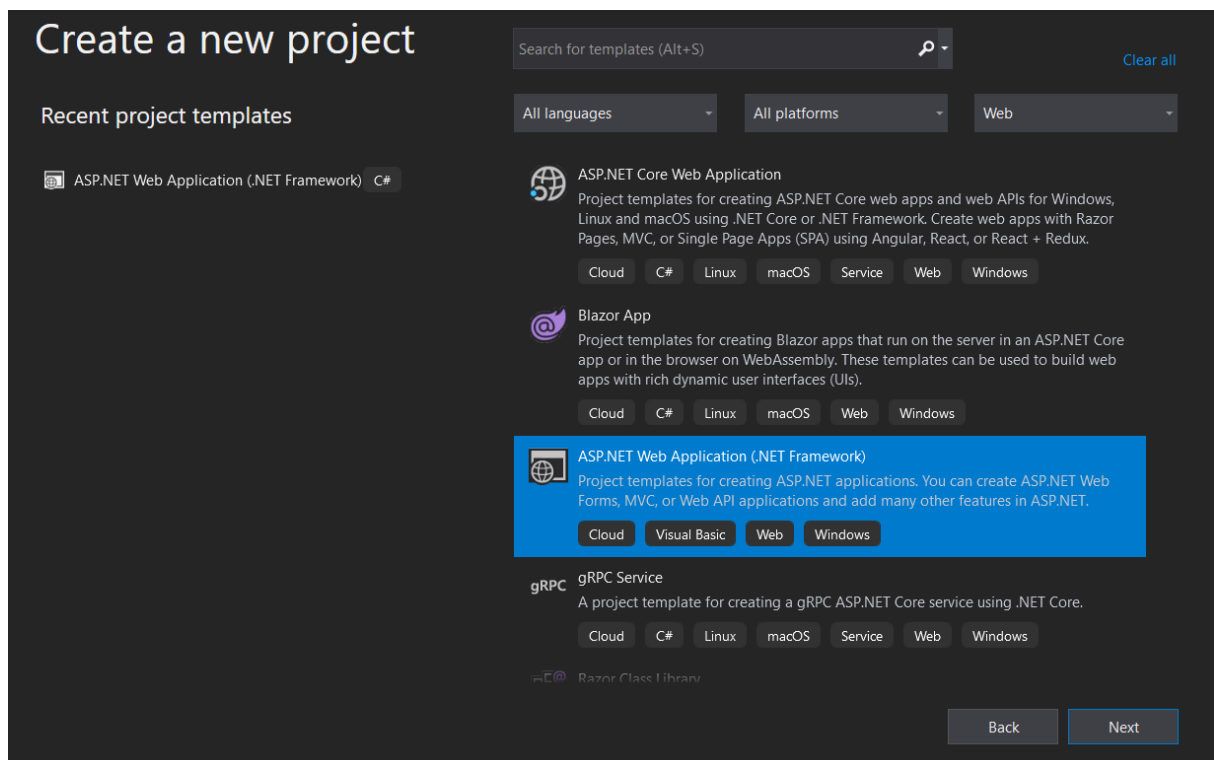 Create a new project
Search for templates (Alt+S)
Clear all
Recent project templates
All languages
All platforms
Web
ASP.NET Web Application (.NET Framework) C#
ASP.NET Core Web Application
Project templates for creating ASP.NET Core web apps and web APIs for Windows,
Linux and macOS using .NET Core or .NET Framework. Create web apps with Razor
Pages, MVC, or Single Page Apps (SPA) using Angular, React, or React + Redux.
Cloud C# Linux macOS Service Web Windows
Blazor App
Project templates for creating Blazor apps that run on the server in an ASP.NET Core
app or in the browser on WebAssembly. These templates can be used to build web
apps with rich dynamic user interfaces (UIs).
Cloud C# Linux macOS Web Windows
ASP.NET Web Application (.NET Framework)
Project templates for creating ASP.NET applications. You can create ASP.NET Web
Forms, MVC, or Web API applications and add many other features in ASP.NET.
Cloud Visual Basic Web Windows
gRPC
gRPC Service
A project template for creating a gRPC ASP.NET Core service using .NET Core.
Cloud C# Linux macOS Service Web Windows
Razor Class Library
Back
Next